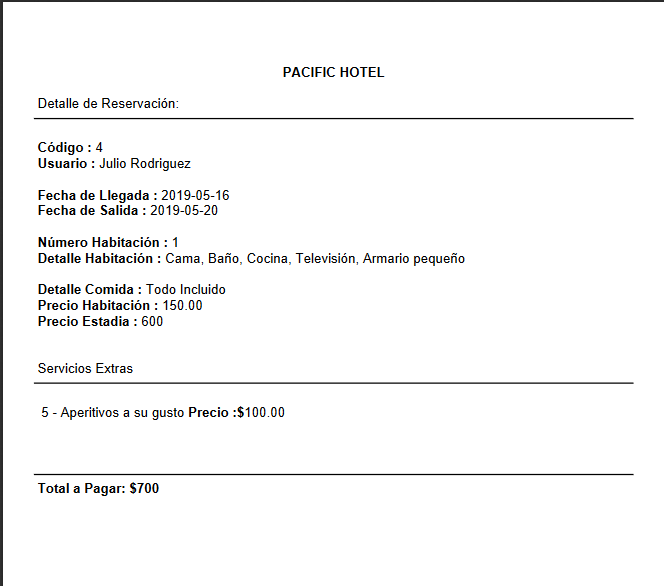 PACIFIC HOTEL
Detalle de Reservación:
Código : 4
Usuario : Julio Rodriguez
Fecha de Llegada : 2019-05-16
Fecha de Salida : 2019-05-20
Número Habitación : 1
Detalle Habitación : Cama, Baño, Cocina, Televisión, Armario pequeño
Detalle Comida : Todo Incluido
Precio Habitación : 150.00
Precio Estadia : 600
Servicios Extras
5 - Aperitivos a su gusto Precio :$100.00
Total a Pagar: $700